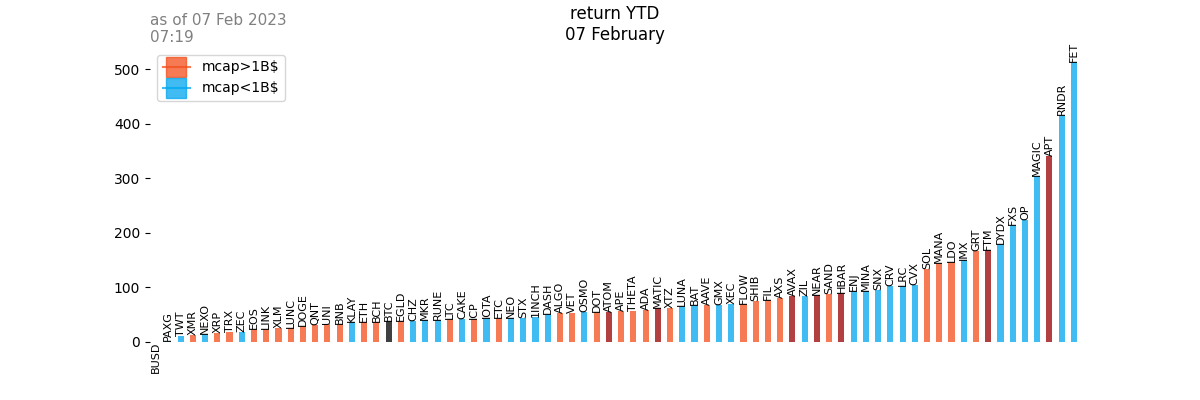 as of 07 Feb 2023
07:19
return YTD
07 February
mcap>1B$
mcap<1B$
500
400
300
200
100
0
BUSD
PAXG
TWT
XMR
NEXO
XRP
TRX
ZEC
EOS
LINK
XLM
LUNC
DOGE
QNT
UNI
BNB
KLAY
ETH
BCH
BTC
EGLD
CHZ
MKR
RUNE
LTC
CAKE
ICP
IOTA
ETC
NEO
STX
1INCH
DASH
ALGO
VET
OSMO
DOT
ATOM
APE
THETA
ADA
MATIC
XTZ
LUNA
BAT
AAVE
GMX
XEC
FLOW
SHIB
FIL
AXS
AVAX
ZIL
NEAR
SAND
HBAR
ENJ
MINA
SNX
CRV
LRC
CVX
SOL
MANA
LDO
IMX
GRT
FTM
DYDX
FXS
OP
MAGIC
APT
RNDR
FET